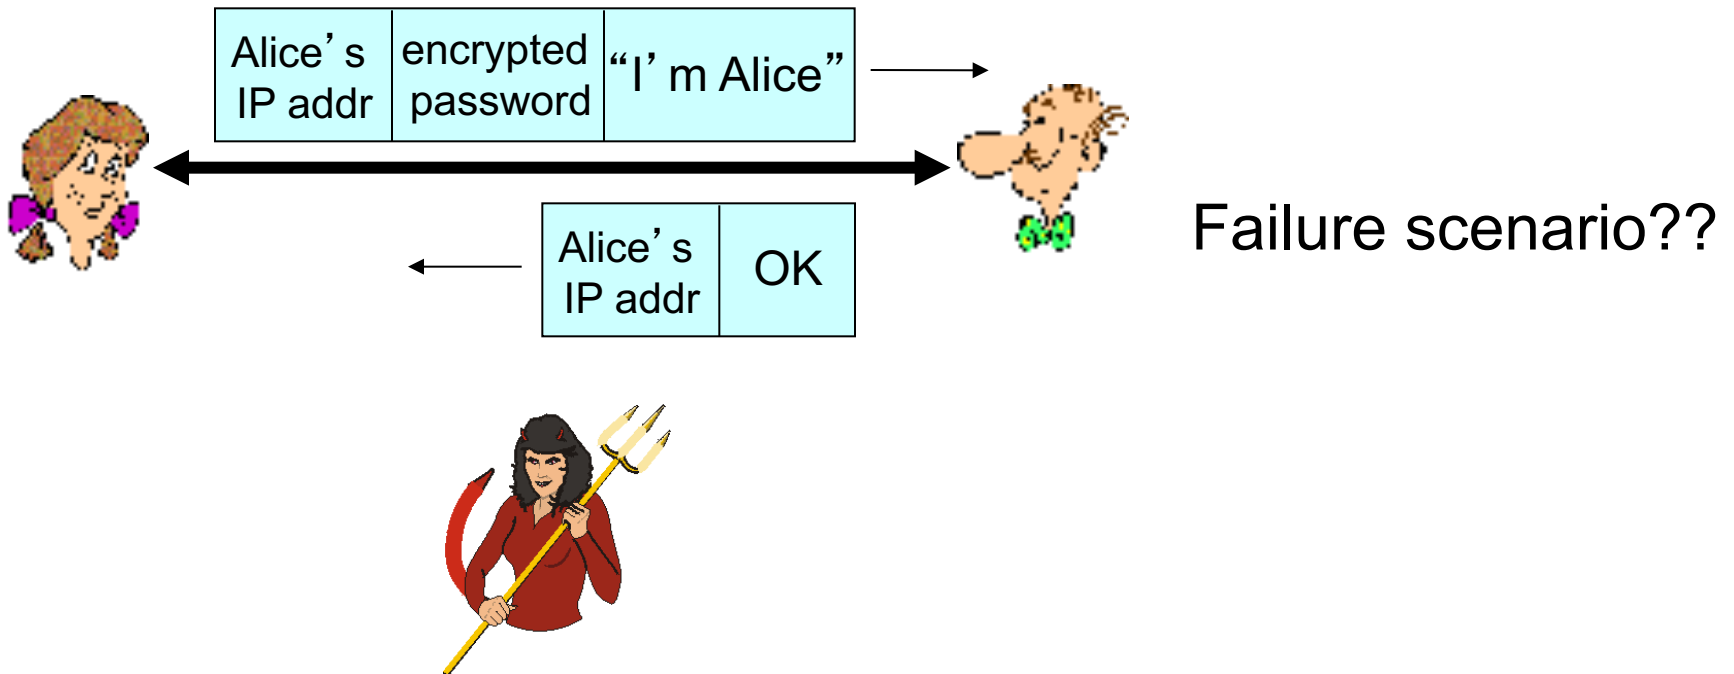 Alice’s
IP addr
encrypted
password
“I’m Alice”
Alice’s
IP addr
OK
Failure scenario??